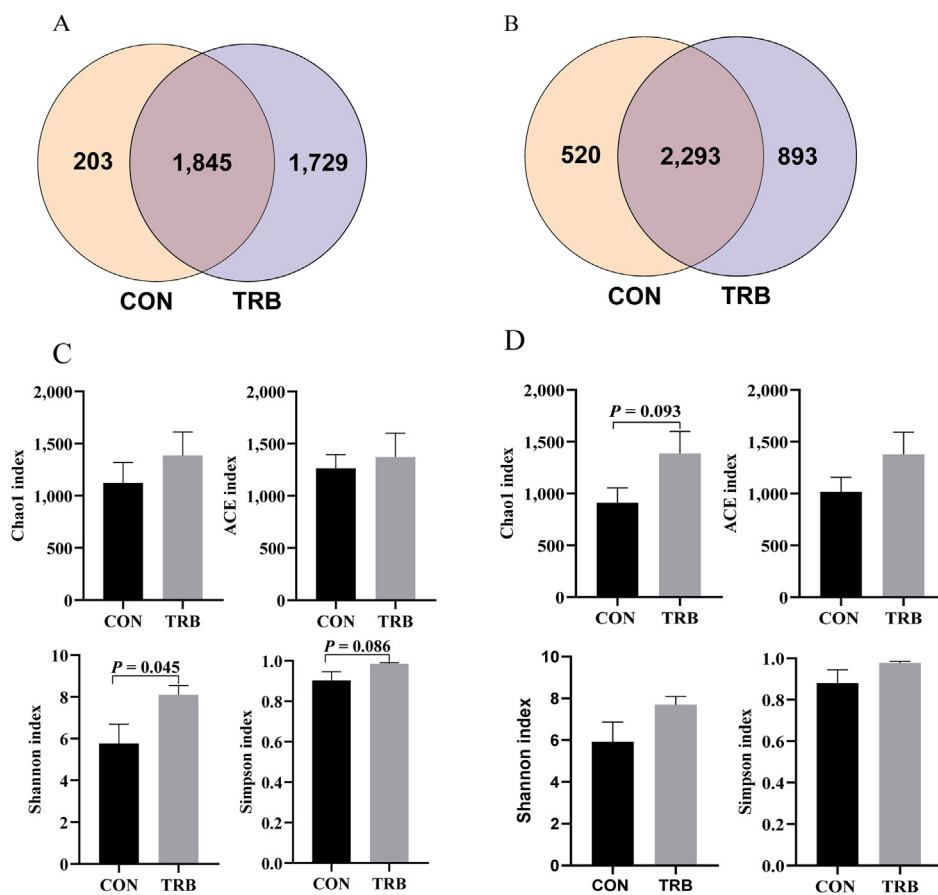 A
B
203
1,845
1,729
CON
TRB
520
2,293
893
CON
TRB
C
D
Chao1 index
2,000
1,500
1,000
500
0
CON
TRB
ACE index
2,000
1,500
1,000
500
0
CON
TRB
Chao1 index
2,000
1,500
1,000
500
0
P = 0.093
CON
TRB
ACE index
2,000
1,500
1,000
500
0
CON
TRB
Shannon index
10
8
6
4
2
0
P = 0.045
CON
TRB
Simpson index
1.0
0.8
0.6
0.4
0.2
0.0
P = 0.086
CON
TRB
Shannon index
10
8
6
4
2
0
CON
TRB
Simpson index
1.0
0.8
0.6
0.4
0.2
0.0
CON
TRB